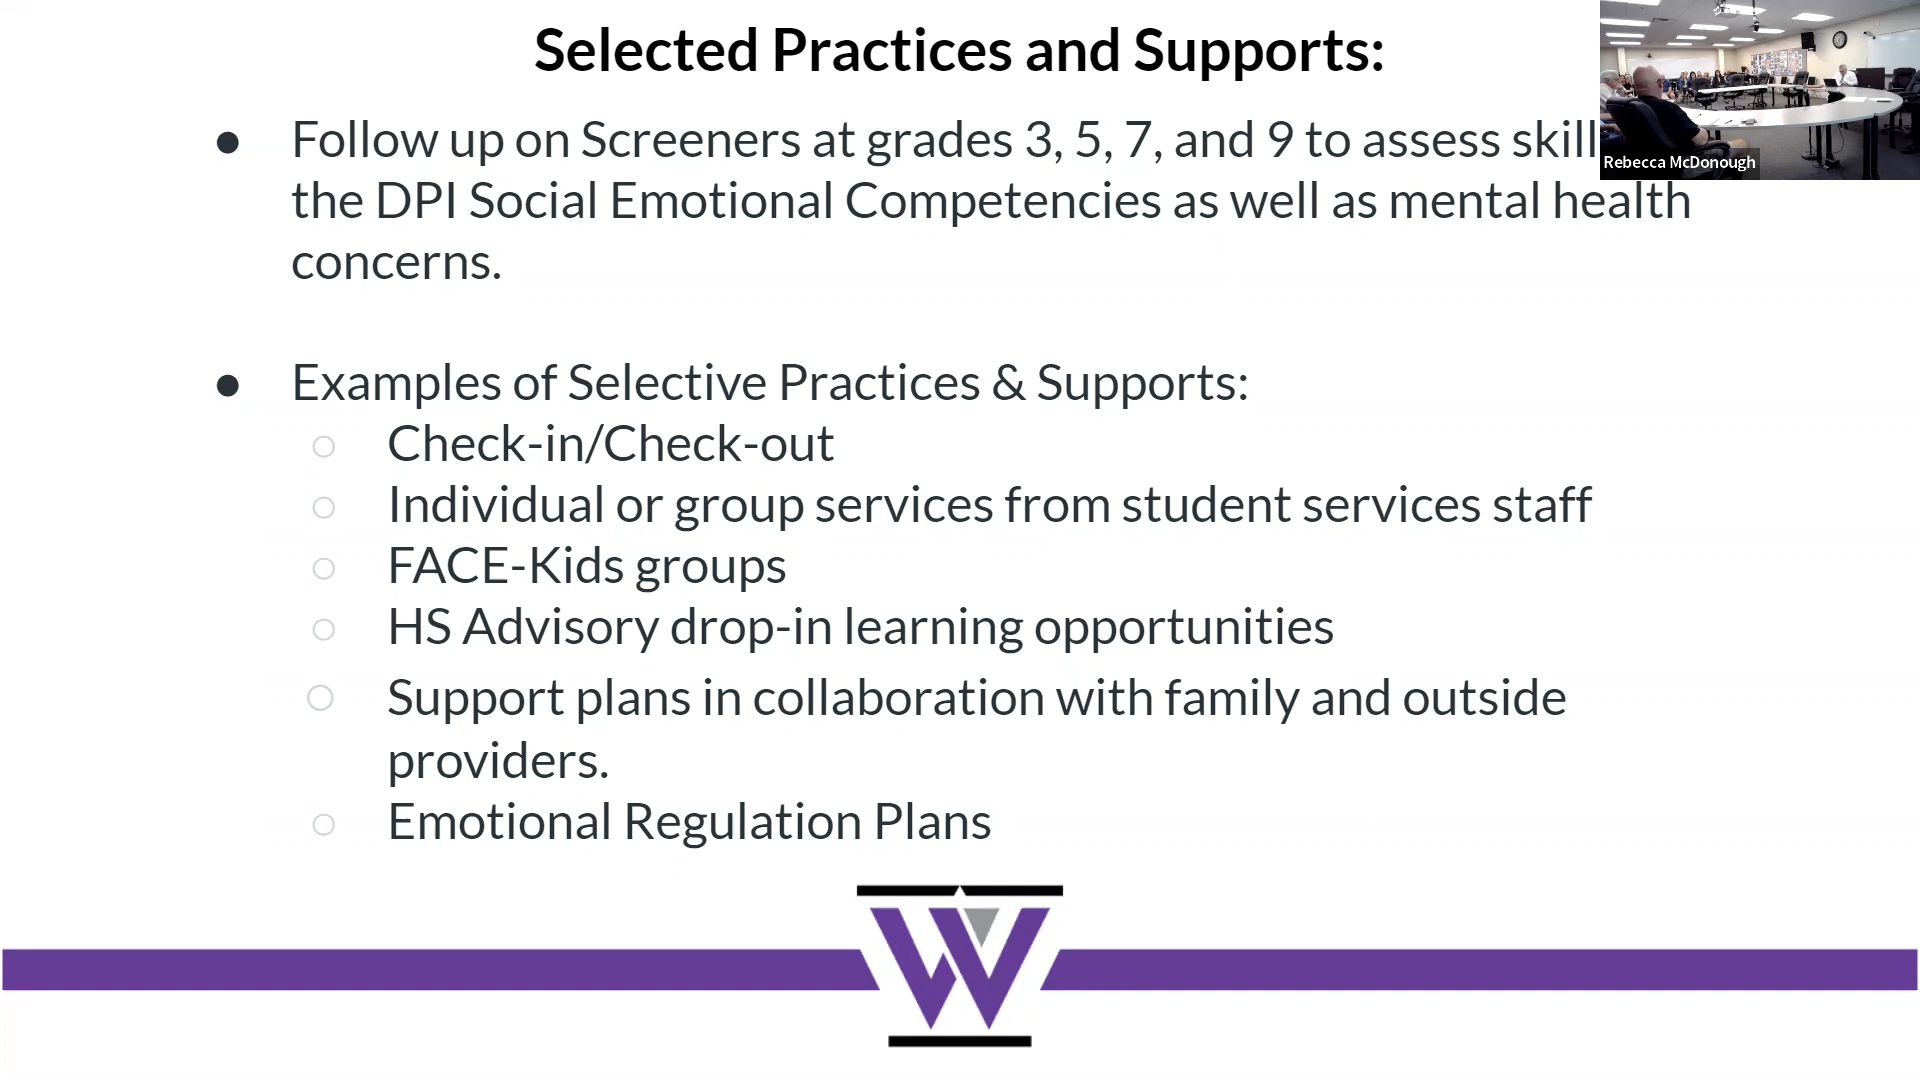 Selected Practices and Supports:
● Follow up on Screeners at grades 3, 5, 7, and 9 to assess skill
Rebecca McDonough
the DPI Social Emotional Competencies as well as mental health
concerns.
● Examples of Selective Practices & Supports:
○ Check-in/Check-out
○ Individual or group services from student services staff
○ FACE-Kids groups
○ HS Advisory drop-in learning opportunities
○ Support plans in collaboration with family and outside
providers.
○ Emotional Regulation Plans
W